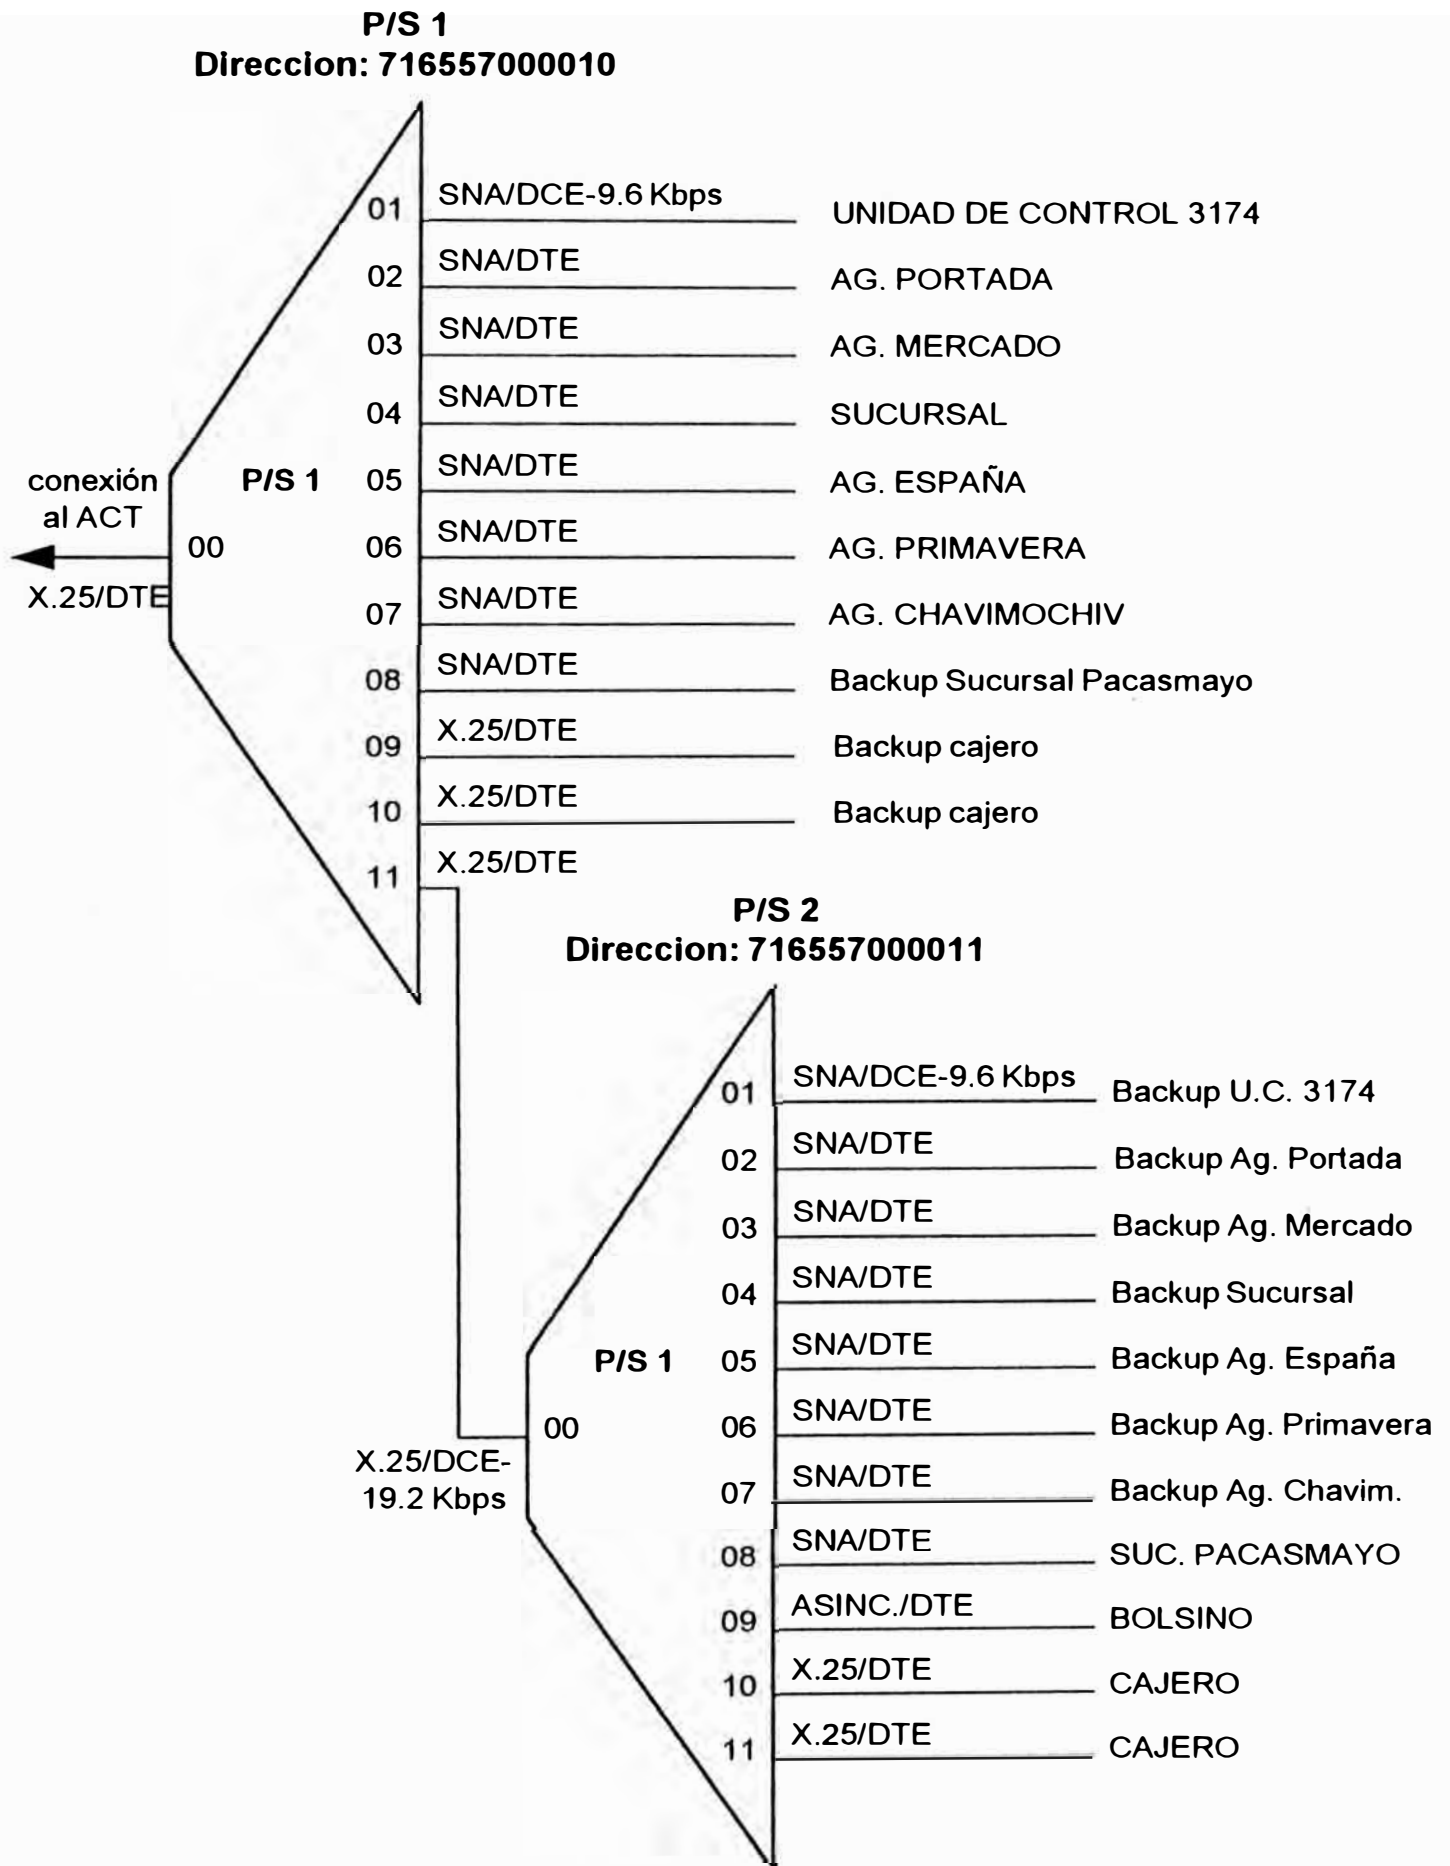 P/S 1
Direccion: 716557000010
01 SNA/DCE-9.6 Kbps UNIDAD DE CONTROL 3174
02 SNA/DTE AG. PORTADA
03 SNA/DTE AG. MERCADO
04 SNA/DTE SUCURSAL
conexión
al ACT
P/S 1
05 SNA/DTE AG. ESPAÑA
00
X.25/DTE
06 SNA/DTE AG. PRIMAVERA
07 SNA/DTE AG. CHAVIMOCHIV
08 SNA/DTE Backup Sucursal Pacasmayo
09 X.25/DTE Backup cajero
10 X.25/DTE Backup cajero
11 X.25/DTE
P/S 2
Direccion: 716557000011
01 SNA/DCE-9.6 Kbps Backup U.C. 3174
02 SNA/DTE Backup Ag. Portada
03 SNA/DTE Backup Ag. Mercado
04 SNA/DTE Backup Sucursal
P/S 1
05 SNA/DTE Backup Ag. España
00
X.25/DCE-
19.2 Kbps
06 SNA/DTE Backup Ag. Primavera
07 SNA/DTE Backup Ag. Chavim.
08 SNA/DTE SUC. PACASMAYO
09 ASINC./DTE BOLSINO
10 X.25/DTE CAJERO
11 X.25/DTE CAJERO